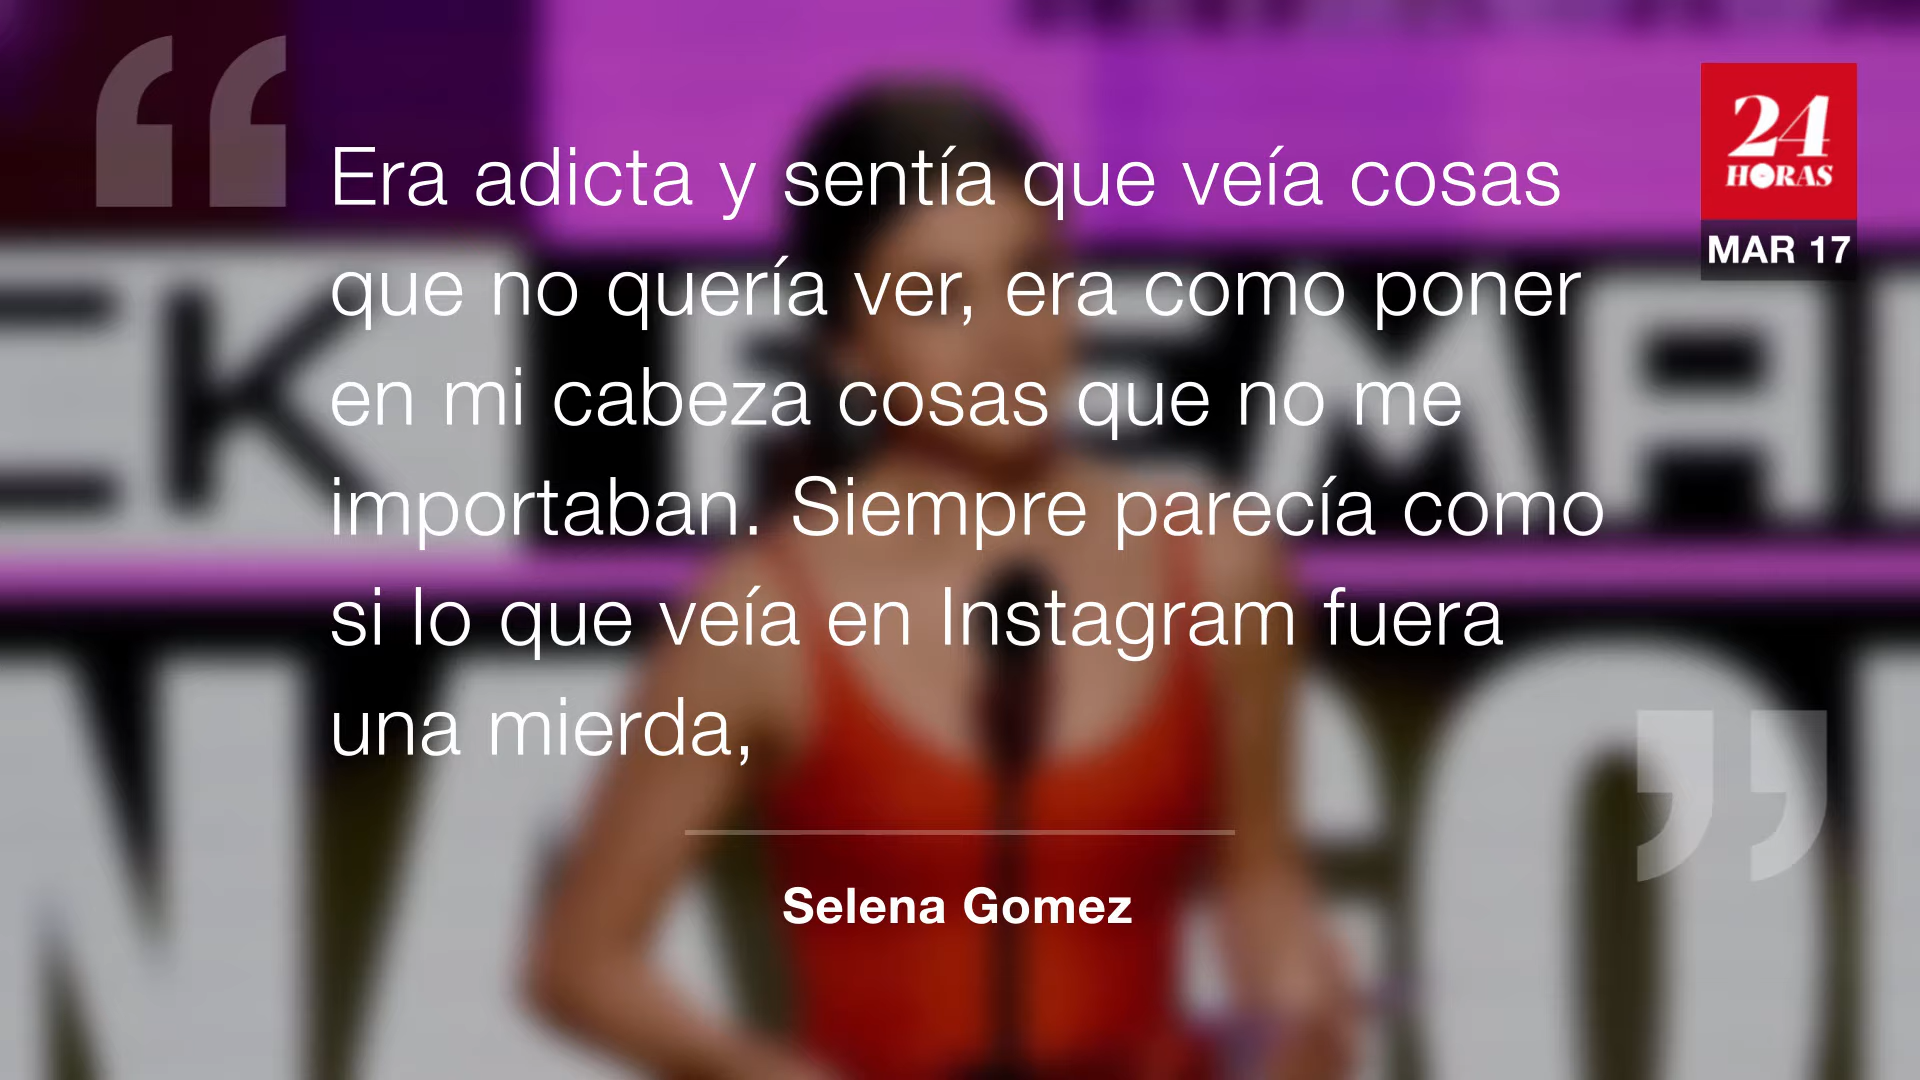 Era adicta y sentía que veía cosas
que no quería ver, era como poner
en mi cabeza cosas que no me
importaban. Siempre parecía como
si lo que veía en Instagram fuera
una mierda,
Selena Gomez
24
HORAS
MAR 17